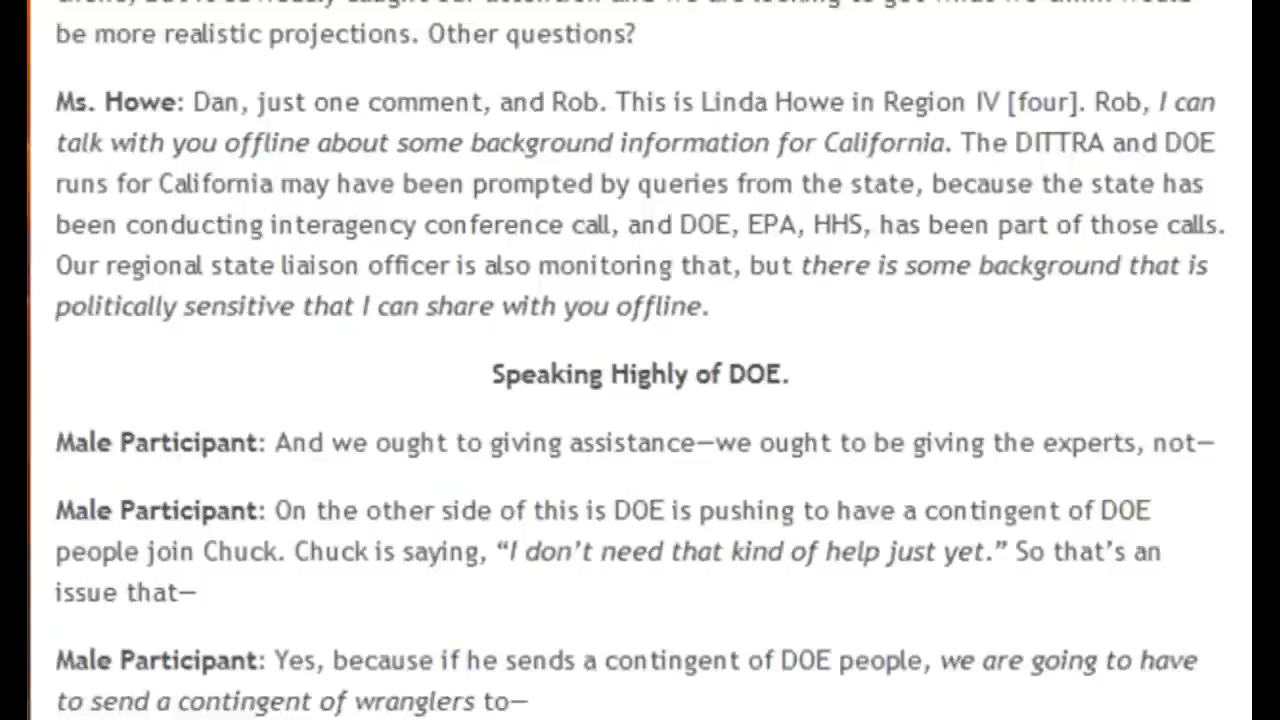 be more realistic projections. Other questions?
Ms. Howe: Dan, just one comment, and Rob. This is Linda Howe in Region IV [four]. Rob, I can
talk with you offline about some background information for California. The DITTRA and DOE
runs for California may have been prompted by queries from the state, because the state has
been conducting interagency conference call, and DOE, EPA, HHS, has been part of those calls.
Our regional state liaison officer is also monitoring that, but there is some background that is
politically sensitive that I can share with you offline.
Speaking Highly of DOE.
Male Participant: And we ought to giving assistance—we ought to be giving the experts, not—
Male Participant: On the other side of this is DOE is pushing to have a contingent of DOE
people join Chuck. Chuck is saying, “I don’t need that kind of help just yet.” So that’s an
issue that—
Male Participant: Yes, because if he sends a contingent of DOE people, we are going to have
to send a contingent of wranglers to—